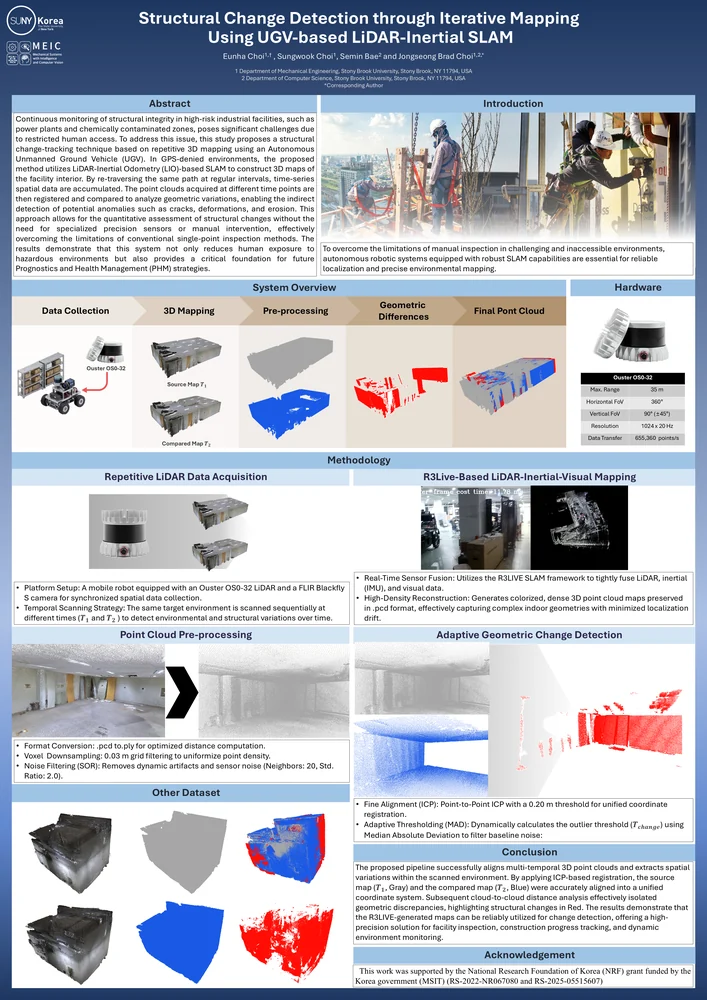 SUNY Korea
MEIC
Structural Change Detection through Iterative Mapping
Using UGV-based LiDAR-Inertial SLAM
Eunha Choi¹,† , Sungwook Choi¹, Semin Bae² and Jongseong Brad Choi¹,²,*
1 Department of Mechanical Engineering, Stony Brook University, Stony Brook, NY 11794, USA
2 Department of Computer Science, Stony Brook University, Stony Brook, NY 11794, USA
*Corresponding Author
Abstract
Continuous monitoring of structural integrity in high-risk industrial facilities, such as
power plants and chemically contaminated zones, poses significant challenges due
to restricted human access. To address this issue, this study proposes a structural
change-tracking technique based on repetitive 3D mapping using an Autonomous
Unmanned Ground Vehicle (UGV). In GPS-denied environments, the proposed
method utilizes LiDAR-Inertial Odometry (LIO)-based SLAM to construct 3D maps of
the facility interior. By re-traversing the same path at regular intervals, time-series
spatial data are accumulated. The point clouds acquired at different time points are
then registered and compared to analyze geometric variations, enabling the indirect
detection of potential anomalies such as cracks, deformations, and erosion. This
approach allows for the quantitative assessment of structural changes without the
need for specialized precision sensors or manual intervention, effectively
overcoming the limitations of conventional single-point inspection methods. The
results demonstrate that this system not only reduces human exposure to
hazardous environments but also provides a critical foundation for future
Prognostics and Health Management (PHM) strategies.
Introduction
To overcome the limitations of manual inspection in challenging and inaccessible environments,
autonomous robotic systems equipped with robust SLAM capabilities are essential for reliable
localization and precise environmental mapping.
System Overview
Data Collection
3D Mapping
Pre-processing
Geometric
Differences
Final Pont Cloud
Ouster OS0-32
Source Map T₁
Compared Map T₂
Hardware
Ouster OS0-32
Max. Range 35 m
Horizontal FoV 360°
Vertical FoV 90° (±45°)
Resolution 1024 x 20 Hz
Data Transfer 655,360 points/s
Methodology
Repetitive LiDAR Data Acquisition
• Platform Setup: A mobile robot equipped with an Ouster OS0-32 LiDAR and a FLIR Blackfly
S camera for synchronized spatial data collection.
• Temporal Scanning Strategy: The same target environment is scanned sequentially at
different times (T₁ and T₂ ) to detect environmental and structural variations over time.
R3Live-Based LiDAR-Inertial-Visual Mapping
frame cost time
• Real-Time Sensor Fusion: Utilizes the R3LIVE SLAM framework to tightly fuse LiDAR, inertial
(IMU), and visual data.
• High-Density Reconstruction: Generates colorized, dense 3D point cloud maps preserved
in .pcd format, effectively capturing complex indoor geometries with minimized localization
drift.
Point Cloud Pre-processing
• Format Conversion: .pcd to.ply for optimized distance computation.
• Voxel Downsampling: 0.03 m grid filtering to uniformize point density.
• Noise Filtering (SOR): Removes dynamic artifacts and sensor noise (Neighbors: 20, Std.
Ratio: 2.0).
Adaptive Geometric Change Detection
• Fine Alignment (ICP): Point-to-Point ICP with a 0.20 m threshold for unified coordinate
registration.
• Adaptive Thresholding (MAD): Dynamically calculates the outlier threshold (T_change) using
Median Absolute Deviation to filter baseline noise:
Other Dataset
Conclusion
The proposed pipeline successfully aligns multi-temporal 3D point clouds and extracts spatial
variations within the scanned environment. By applying ICP-based registration, the source
map (T₁, Gray) and the compared map (T₂, Blue) were accurately aligned into a unified
coordinate system. Subsequent cloud-to-cloud distance analysis effectively isolated
geometric discrepancies, highlighting structural changes in Red. The results demonstrate that
the R3LIVE-generated maps can be reliably utilized for change detection, offering a high-
precision solution for facility inspection, construction progress tracking, and dynamic
environment monitoring.
Acknowledgement
This work was supported by the National Research Foundation of Korea (NRF) grant funded by the
Korea government (MSIT) (RS-2022-NR067080 and RS-2025-05515607)